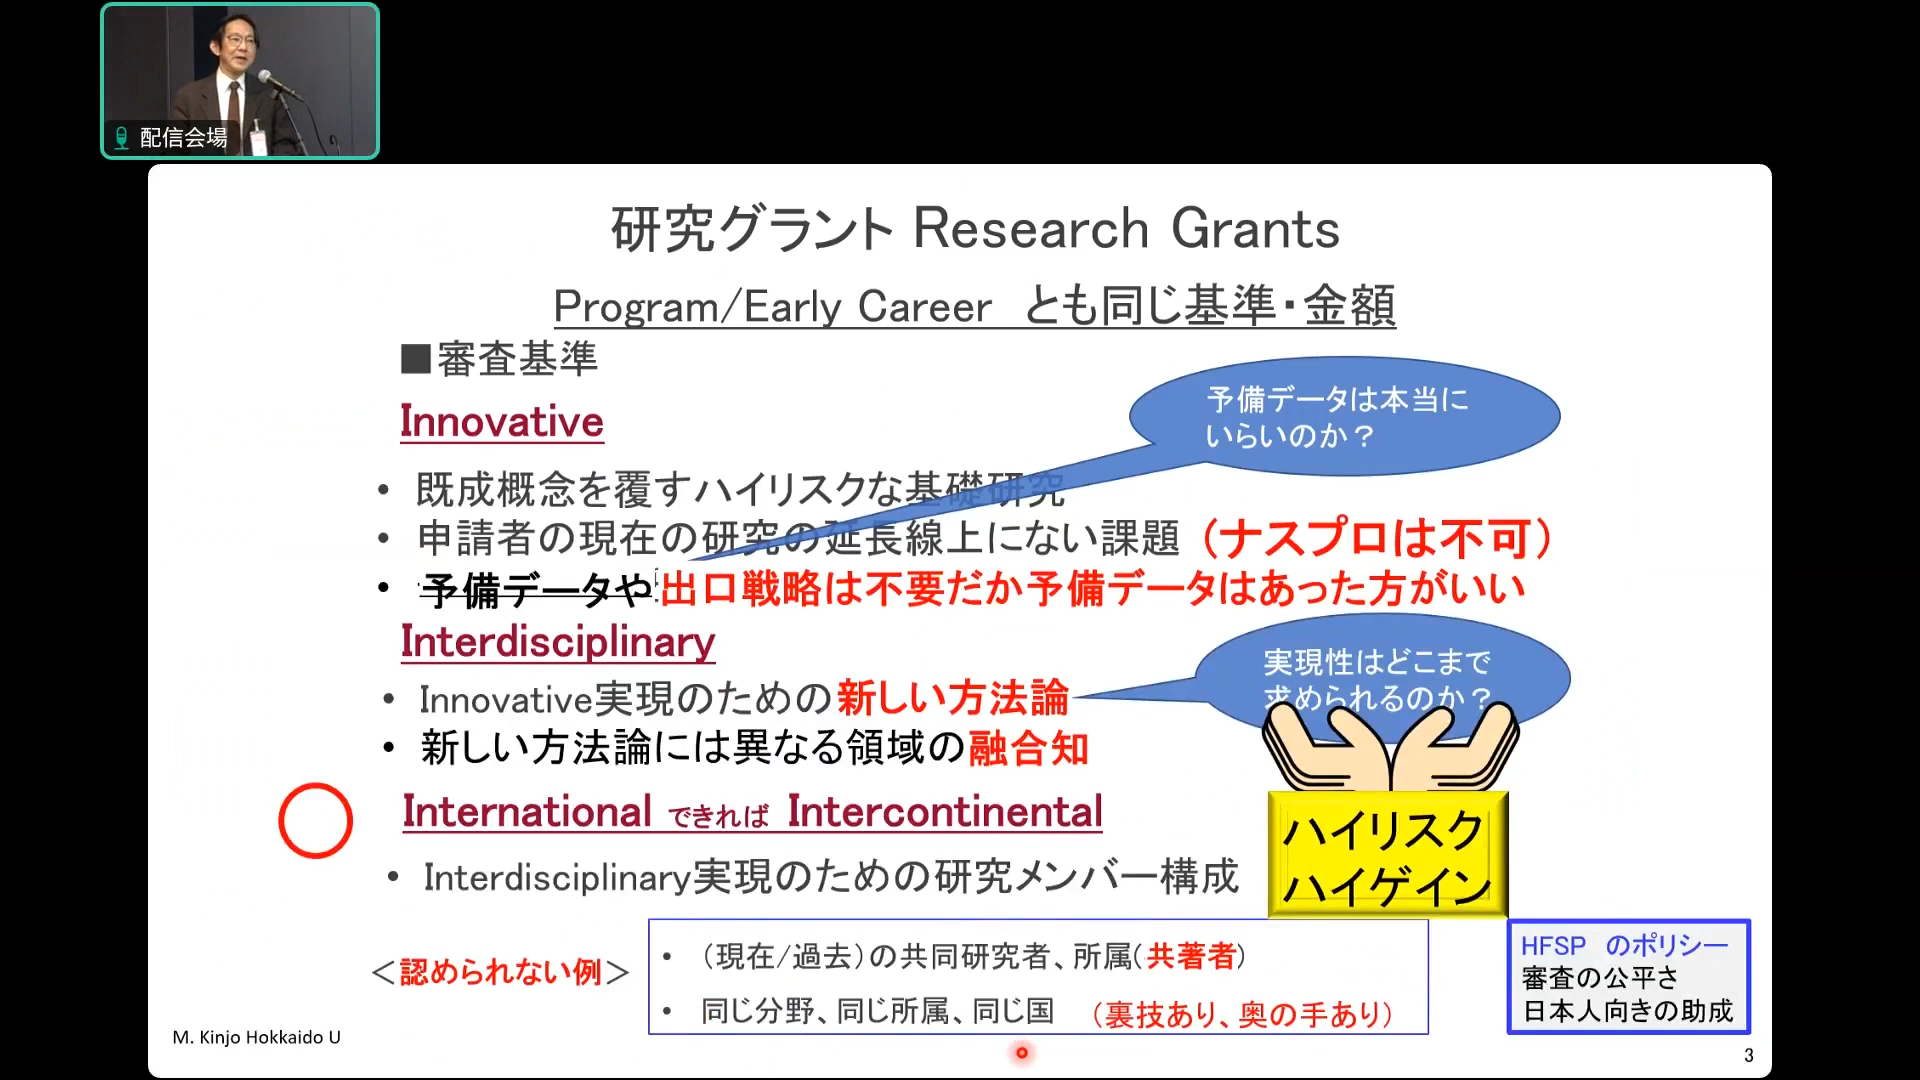 配信会場
研究グラント Research Grants
Program/Early Career とも同じ基準・金額
■審査基準
予備データは本当に
いらいのか？
Innovative
• 既成概念を覆すハイリスクな基礎研究
• 申請者の現在の研究の延長線上にない課題 （ナスプロは不可）
• 予備データや出口戦略は不要だか予備データはあった方がいい
Interdisciplinary
実現性はどこまで
求められるのか？
• Innovative実現のための新しい方法論
• 新しい方法論には異なる領域の融合知
International できれば Intercontinental
ハイリスク
ハイゲイン
• Interdisciplinary実現のための研究メンバー構成
＜認められない例＞
• （現在/過去）の共同研究者、所属（共著者）
• 同じ分野、同じ所属、同じ国 （裏技あり、奥の手あり）
HFSP のポリシー
審査の公平さ
日本人向きの助成
M. Kinjo Hokkaido U
3